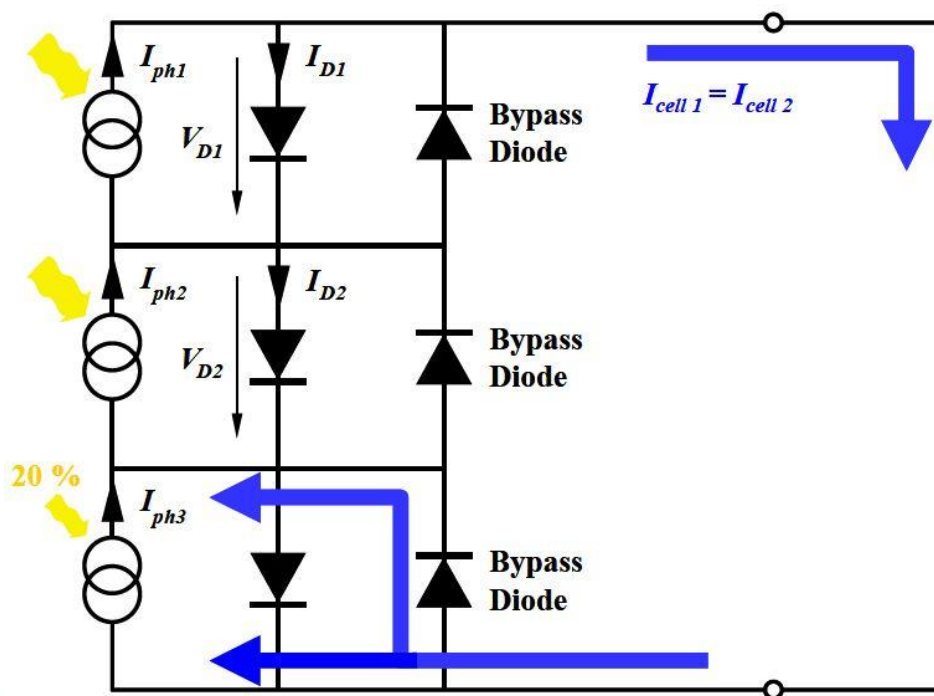 I_ph1
I_D1
V_D1
Bypass
Diode
I_cell 1 = I_cell 2
I_ph2
I_D2
V_D2
Bypass
Diode
20 %
I_ph3
Bypass
Diode